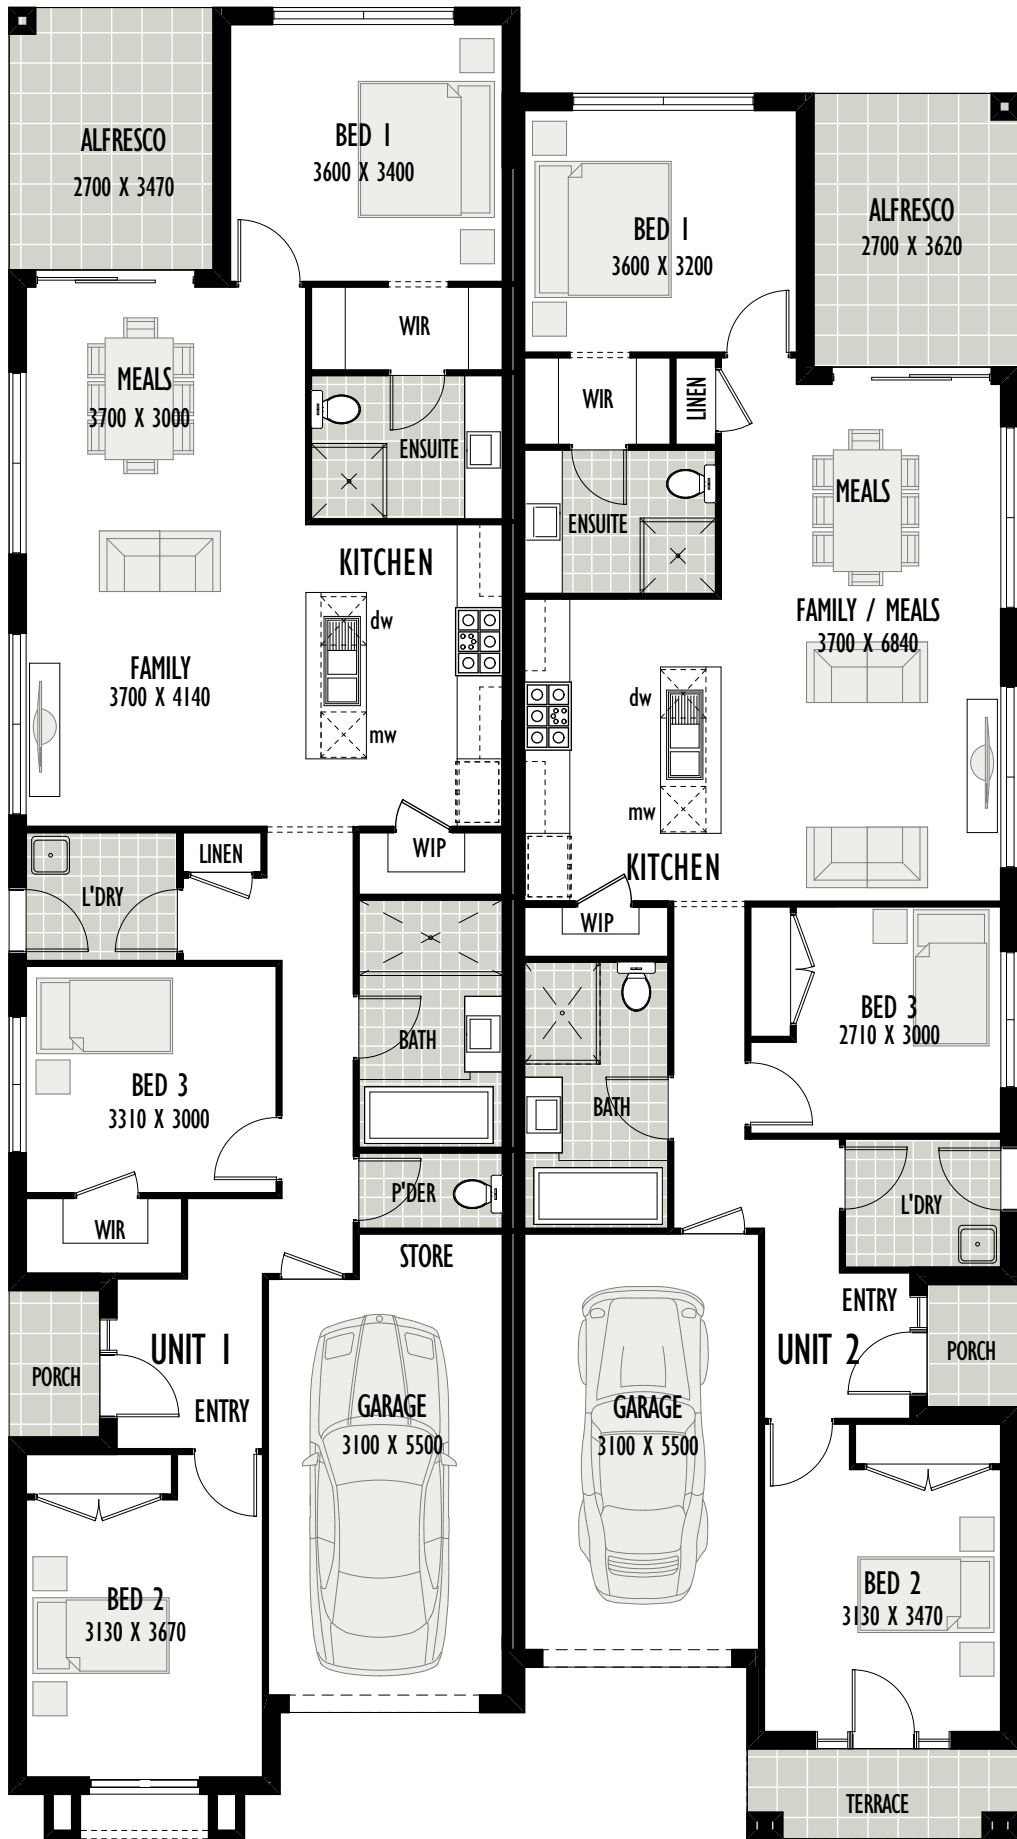 ALFRESCO
2700 X 3470
BED 1
3600 X 3400
WIR
MEALS
3700 X 3000
ENSUITE
KITCHEN
dw
FAMILY
3700 X 4140
mw
WIP
LINEN
L'DRY
BATH
BED 3
3310 X 3000
P'DER
WIR
STORE
UNIT 1
PORCH
ENTRY
GARAGE
3100 X 5500
BED 2
3130 X 3670
BED 1
3600 X 3200
ALFRESCO
2700 X 3620
WIR
LINEN
MEALS
ENSUITE
FAMILY / MEALS
3700 X 6840
dw
mw
KITCHEN
WIP
BED 3
2710 X 3000
BATH
L'DRY
ENTRY
UNIT 2
PORCH
GARAGE
3100 X 5500
BED 2
3130 X 3470
TERRACE